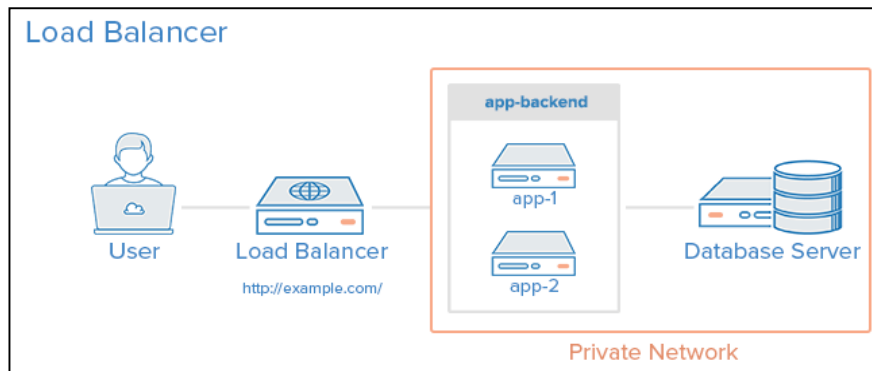 Load Balancer
app-backend
app-1
app-2
User
Load Balancer
http://example.com/
Database Server
Private Network